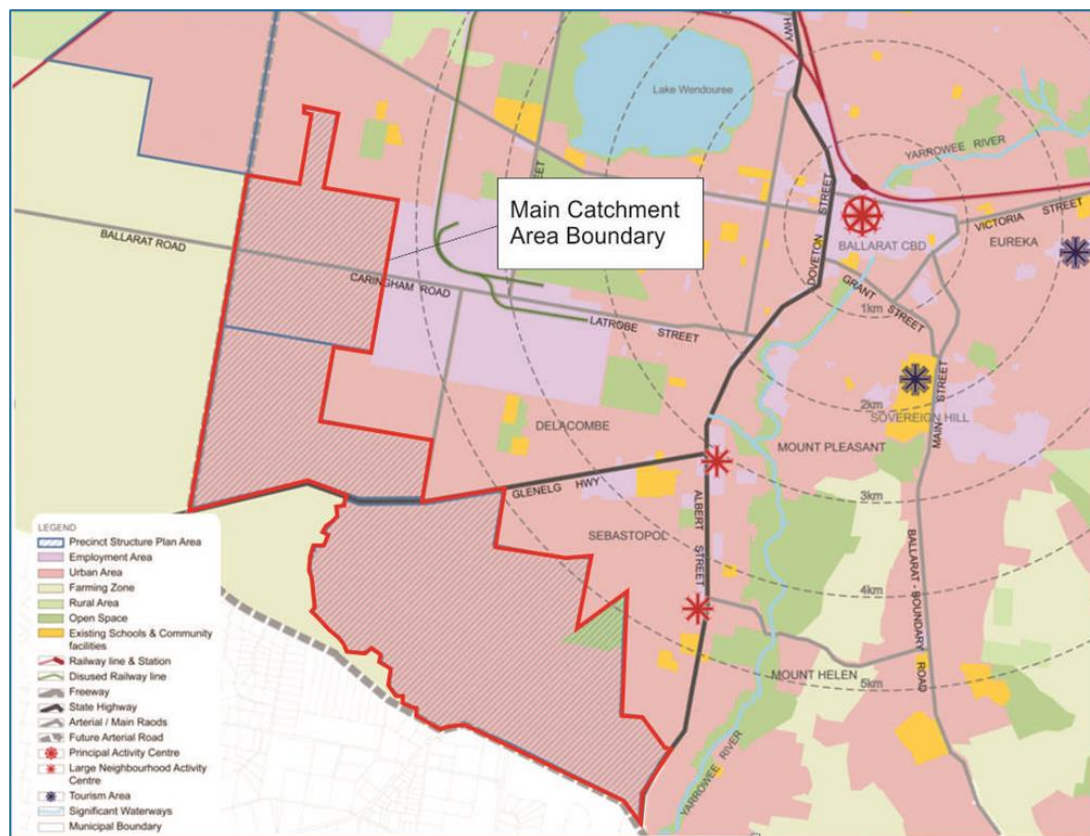 HWY
Lake Wendouree
YARROWEE RIVER
STREET
STREET
VICTORIA STREET
EUREKA
BALLARAT CBD
DOVETON
Main Catchment
Area Boundary
BALLARAT ROAD
CARINGHAM ROAD
GRANT STREET
1km
LATROBE STREET
STREET
2km
SOVEREIGN HILL
MAIN
DELACOMBE
MOUNT PLEASANT
GLENELG HWY
3km
ALBERT STREET
SEBASTOPOL
BALLARAT - BOUNDARY ROAD
4km
MOUNT HELEN
5km
YARROWEE RIVER
LEGEND
Precinct Structure Plan Area
Employment Area
Urban Area
Farming Zone
Rural Area
Open Space
Existing Schools & Community
facilities
Railway line & Station
Disused Railway line
Freeway
State Highway
Arterial / Main Raods
Future Arterial Road
Principal Activity Centre
Large Neighbourhood Activity
Centre
Tourism Area
Significant Waterways
Municipal Boundary